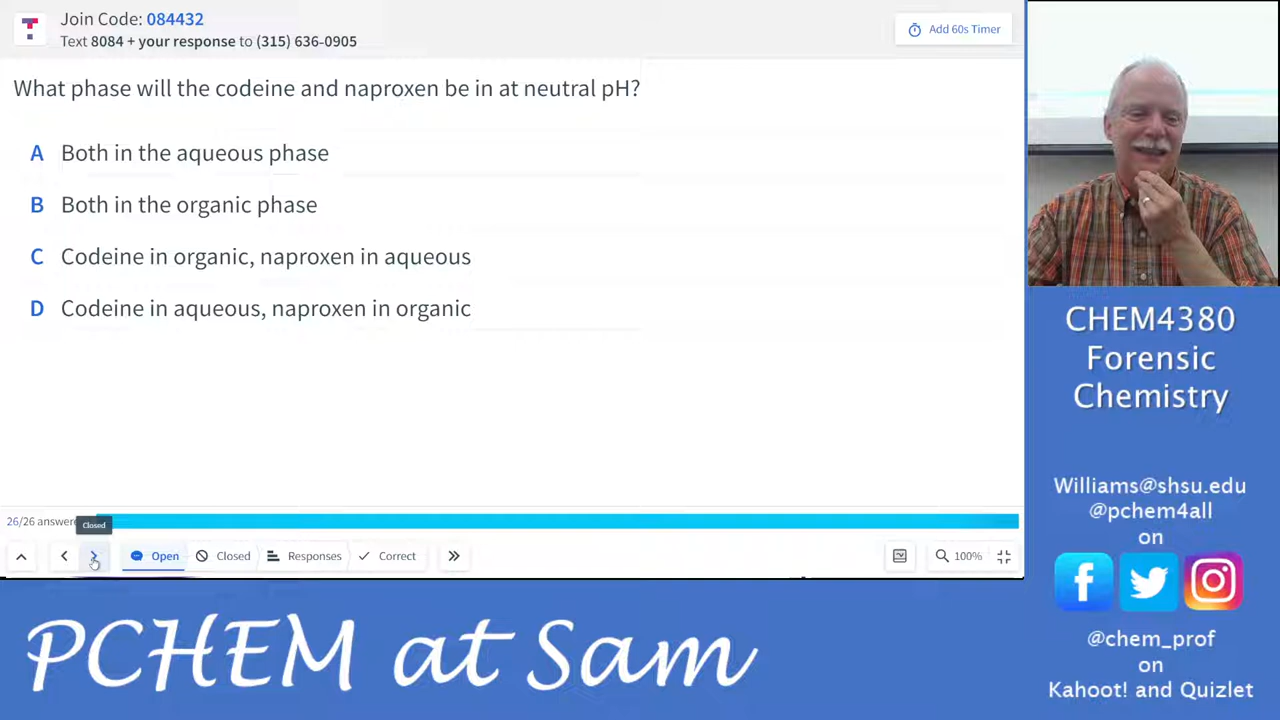 Join Code: 084432
Text 8084 + your response to (315) 636-0905
Add 60s Timer
What phase will the codeine and naproxen be in at neutral pH?
A Both in the aqueous phase
B Both in the organic phase
C Codeine in organic, naproxen in aqueous
D Codeine in aqueous, naproxen in organic
26/26 answere
Closed
Open
Closed
Responses
Correct
100%
CHEM4380
Forensic
Chemistry
Williams@shsu.edu
@pchem4all
on
@chem_prof
on
Kahoot! and Quizlet
PCHEM at Sam